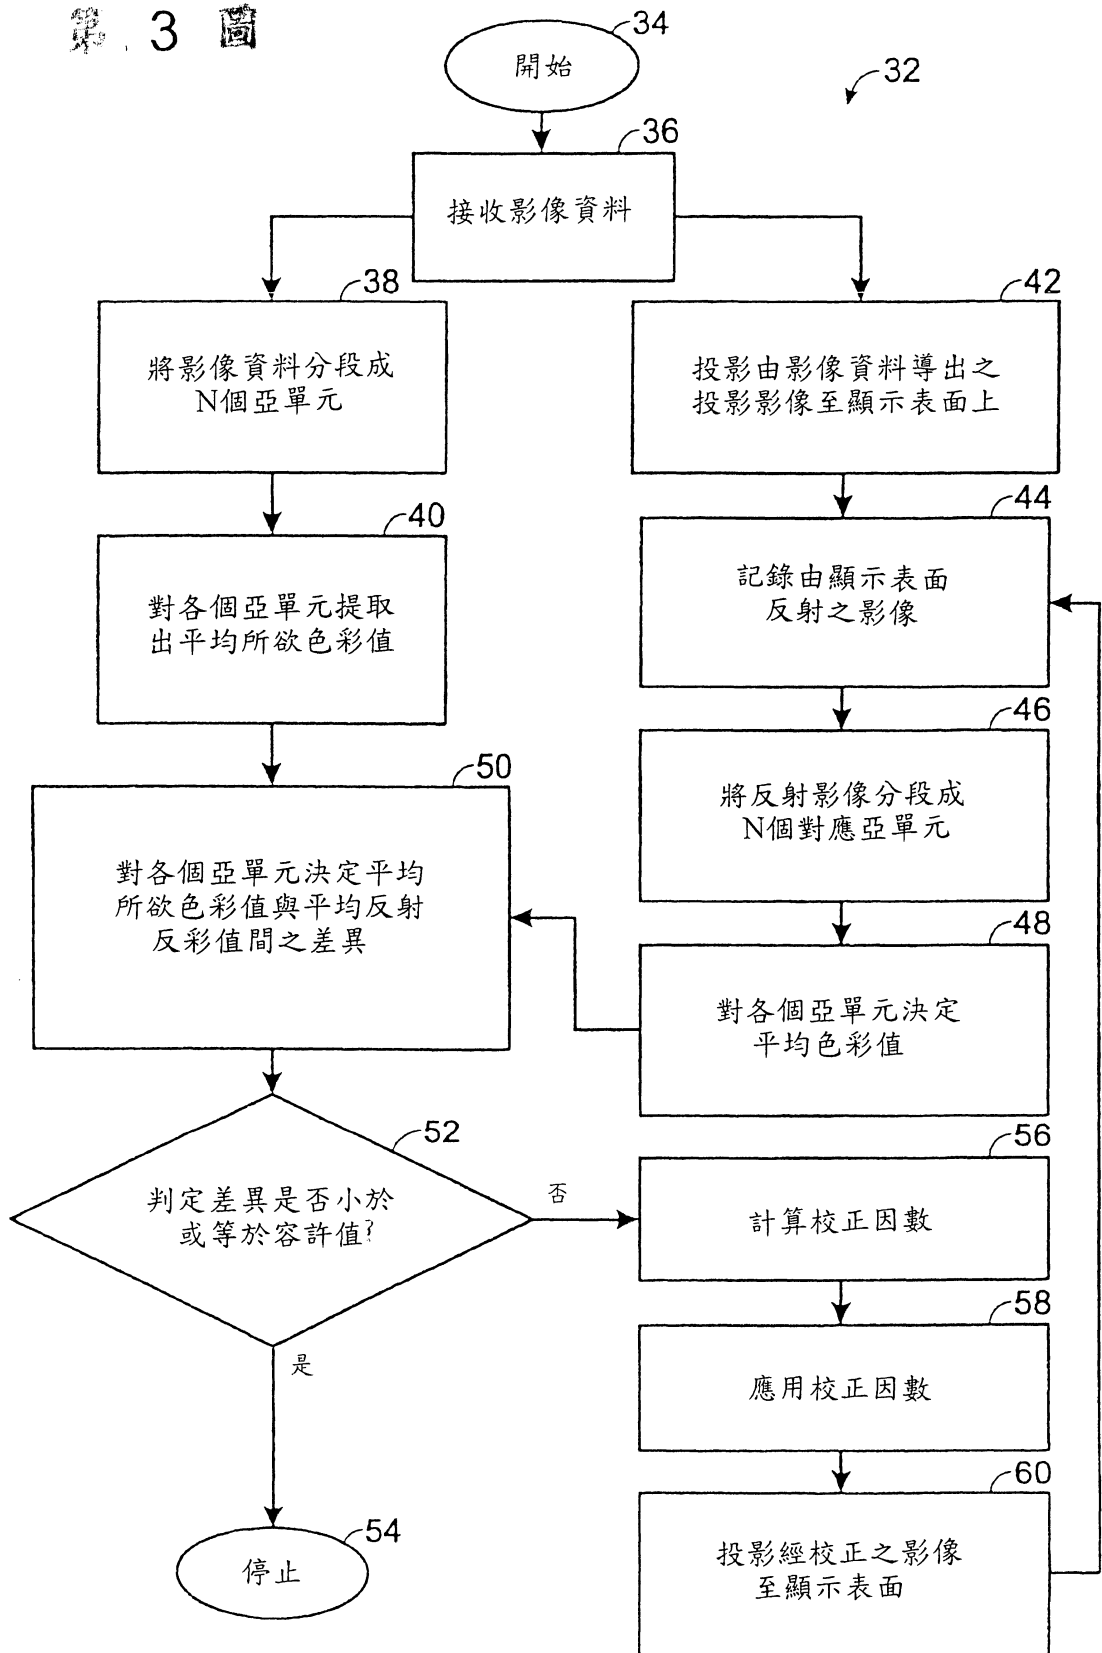 第 3 圖
34
開始
32
36
接收影像資料
38
將影像資料分段成
N個亞單元
42
投影由影像資料導出之
投影影像至顯示表面上
40
對各個亞單元提取
出平均所欲色彩值
44
記錄由顯示表面
反射之影像
46
將反射影像分段成
N個對應亞單元
50
對各個亞單元決定平均
所欲色彩值與平均反射
反彩值間之差異
48
對各個亞單元決定
平均色彩值
52
判定差異是否小於
或等於容許值?
否
是
56
計算校正因數
58
應用校正因數
60
投影經校正之影像
至顯示表面
54
停止